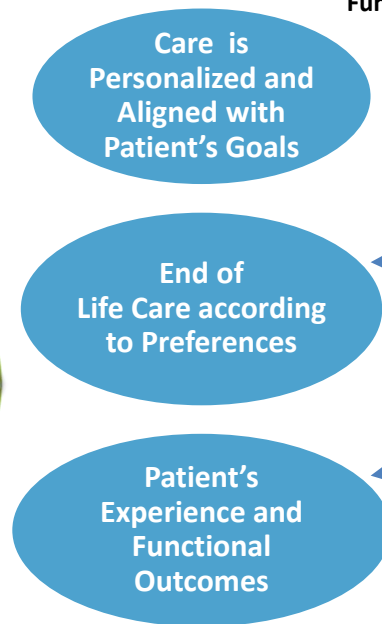 Care is
Personalized and
Aligned with
Patient’s Goals
End of
Life Care according
to Preferences
Patient’s
Experience and
Functional
Outcomes